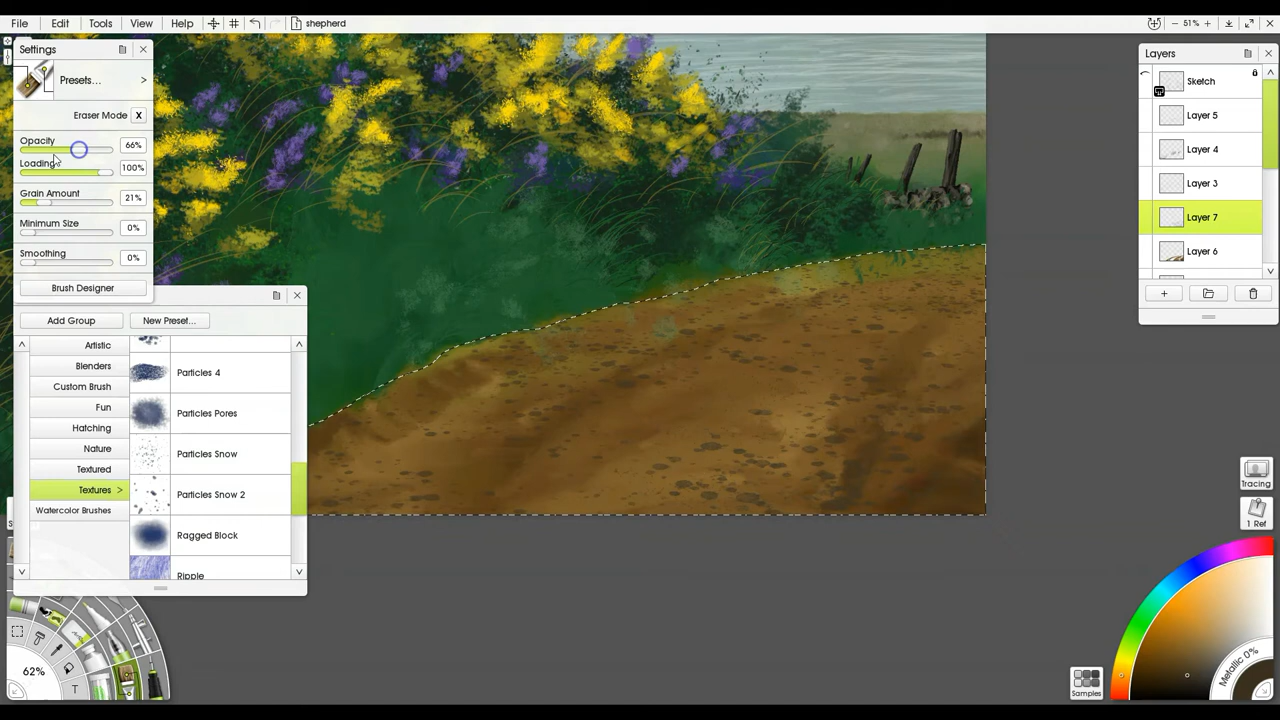 File Edit Tools View Help shepherd 51%
Settings
Presets... >
Eraser Mode X
Opacity 66%
Loading 100%
Grain Amount 21%
Minimum Size 0%
Smoothing 0%
Brush Designer
Add Group New Preset...
Artistic
Blenders
Custom Brush
Fun
Hatching
Nature
Textured
Textures >
Watercolor Brushes
Particles 4
Particles Pores
Particles Snow
Particles Snow 2
Ragged Block
Ripple
62%
T
Layers
Sketch
Layer 5
Layer 4
Layer 3
Layer 7
Layer 6
Tracing
1 Ref
Samples
Metallic 0%